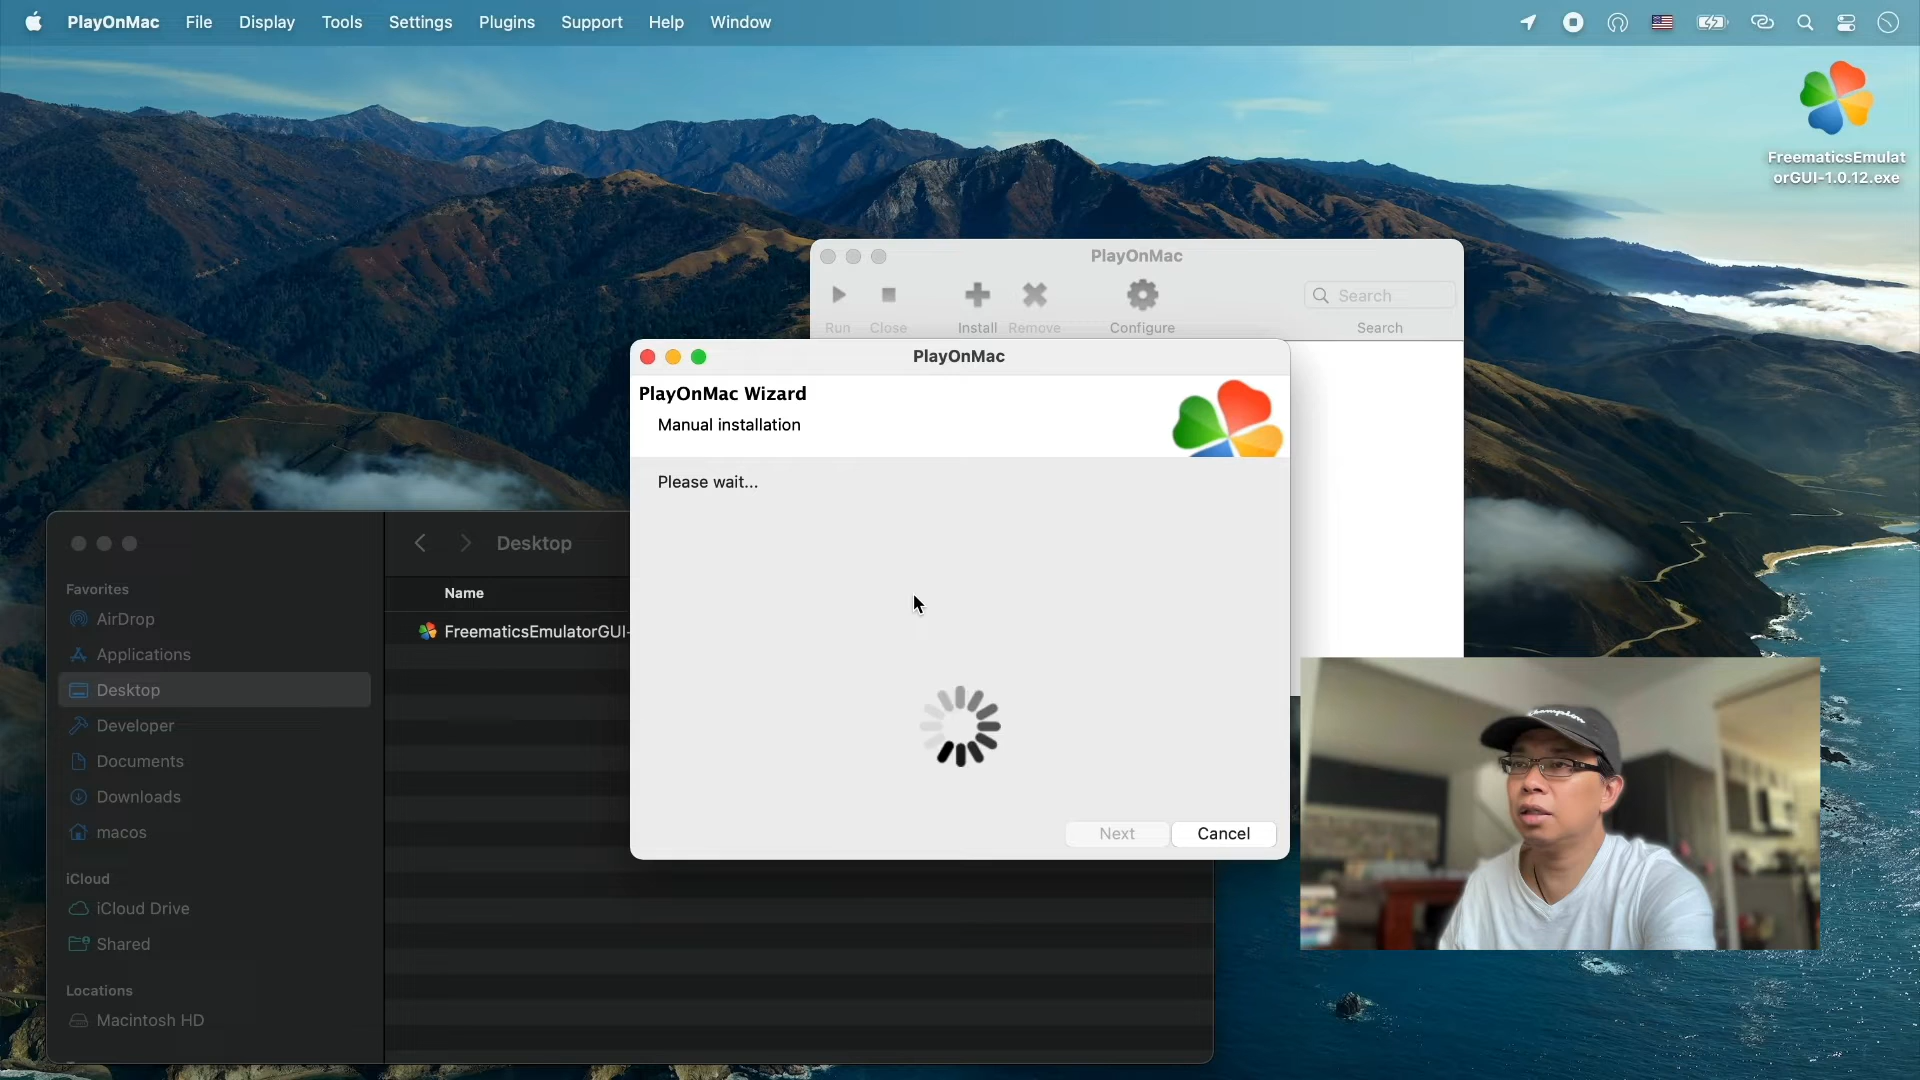 PlayOnMac File Display Tools Settings Plugins Support Help Window
FreematicsEmulat
orGUI-1.0.12.exe
PlayOnMac
Search
Run Close Install Remove Configure Search
PlayOnMac
PlayOnMac Wizard
Manual installation
Please wait...
Next Cancel
Desktop
Name
FreematicsEmulatorGUI-
Favorites
AirDrop
Applications
Desktop
Developer
Documents
Downloads
macos
iCloud
iCloud Drive
Shared
Locations
Macintosh HD
Champion